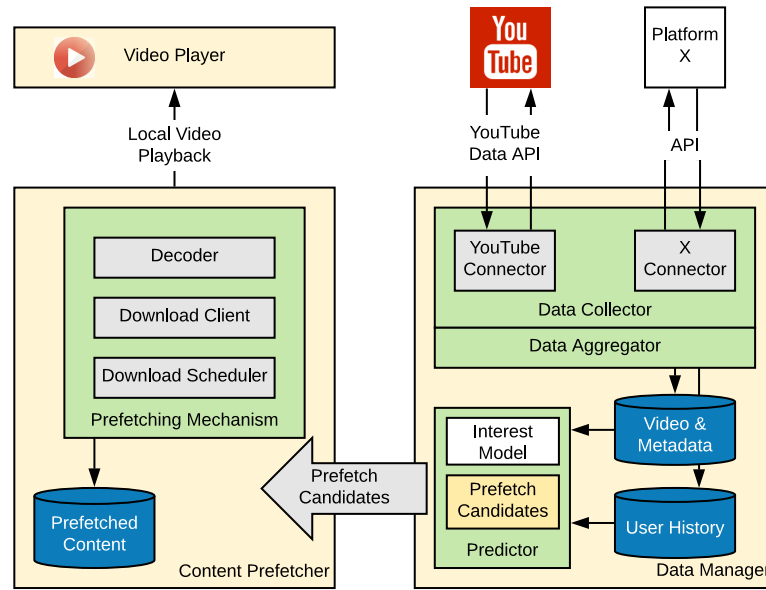 Video Player
You
Tube
Platform
X
Local Video
Playback
YouTube
Data API
API
Decoder
Download Client
Download Scheduler
Prefetching Mechanism
Prefetched
Content
Content Prefetcher
Prefetch
Candidates
YouTube
Connector
X
Connector
Data Collector
Data Aggregator
Interest
Model
Prefetch
Candidates
Predictor
Video &
Metadata
User History
Data Manager